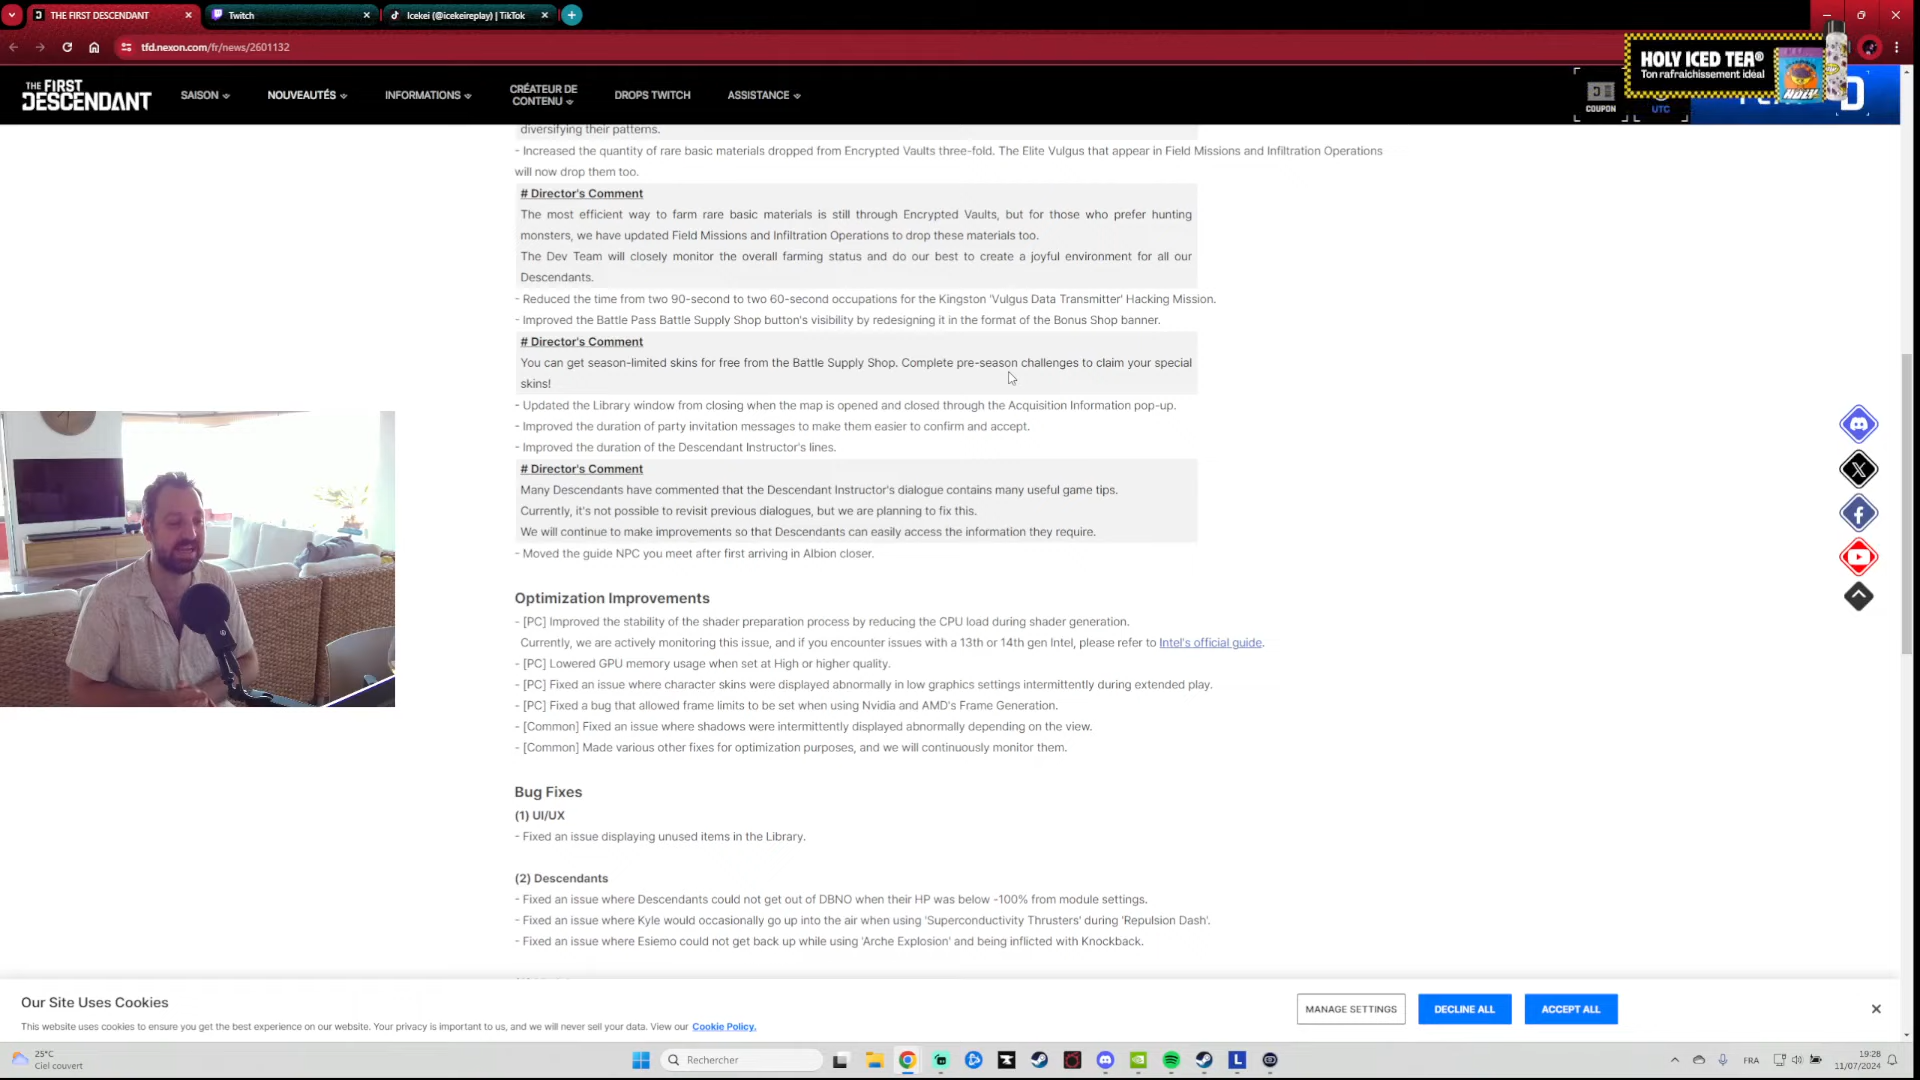 THE FIRST DESCENDANT
Twitch
Icekei (@icekeireplay) | TikTok
tfd.nexon.com/fr/news/2601132
HOLY ICED TEA®
Ton rafraîchissement idéal
HOLY
THE FIRST
DESCENDANT
SAISON
NOUVEAUTÉS
INFORMATIONS
CRÉATEUR DE
CONTENU
DROPS TWITCH
ASSISTANCE
COUPON
UTC
diversifying their patterns.
- Increased the quantity of rare basic materials dropped from Encrypted Vaults three-fold. The Elite Vulgus that appear in Field Missions and Infiltration Operations
will now drop them too.
# Director's Comment
The most efficient way to farm rare basic materials is still through Encrypted Vaults, but for those who prefer hunting
monsters, we have updated Field Missions and Infiltration Operations to drop these materials too.
The Dev Team will closely monitor the overall farming status and do our best to create a joyful environment for all our
Descendants.
- Reduced the time from two 90-second to two 60-second occupations for the Kingston 'Vulgus Data Transmitter' Hacking Mission.
- Improved the Battle Pass Battle Supply Shop button's visibility by redesigning it in the format of the Bonus Shop banner.
# Director's Comment
You can get season-limited skins for free from the Battle Supply Shop. Complete pre-season challenges to claim your special
skins!
- Updated the Library window from closing when the map is opened and closed through the Acquisition Information pop-up.
- Improved the duration of party invitation messages to make them easier to confirm and accept.
- Improved the duration of the Descendant Instructor's lines.
# Director's Comment
Many Descendants have commented that the Descendant Instructor's dialogue contains many useful game tips.
Currently, it's not possible to revisit previous dialogues, but we are planning to fix this.
We will continue to make improvements so that Descendants can easily access the information they require.
- Moved the guide NPC you meet after first arriving in Albion closer.
Optimization Improvements
- [PC] Improved the stability of the shader preparation process by reducing the CPU load during shader generation.
Currently, we are actively monitoring this issue, and if you encounter issues with a 13th or 14th gen Intel, please refer to Intel's official guide.
- [PC] Lowered GPU memory usage when set at High or higher quality.
- [PC] Fixed an issue where character skins were displayed abnormally in low graphics settings intermittently during extended play.
- [PC] Fixed a bug that allowed frame limits to be set when using Nvidia and AMD's Frame Generation.
- [Common] Fixed an issue where shadows were intermittently displayed abnormally depending on the view.
- [Common] Made various other fixes for optimization purposes, and we will continuously monitor them.
Bug Fixes
(1) UI/UX
- Fixed an issue displaying unused items in the Library.
(2) Descendants
- Fixed an issue where Descendants could not get out of DBNO when their HP was below -100% from module settings.
- Fixed an issue where Kyle would occasionally go up into the air when using 'Superconductivity Thrusters' during 'Repulsion Dash'.
- Fixed an issue where Esiemo could not get back up while using 'Arche Explosion' and being inflicted with Knockback.
Our Site Uses Cookies
This website uses cookies to ensure you get the best experience on our website. Your privacy is important to us, and we will never sell your data. View our Cookie Policy.
MANAGE SETTINGS
DECLINE ALL
ACCEPT ALL
25°C
Ciel couvert
Rechercher
FRA
19:28
11/07/2024